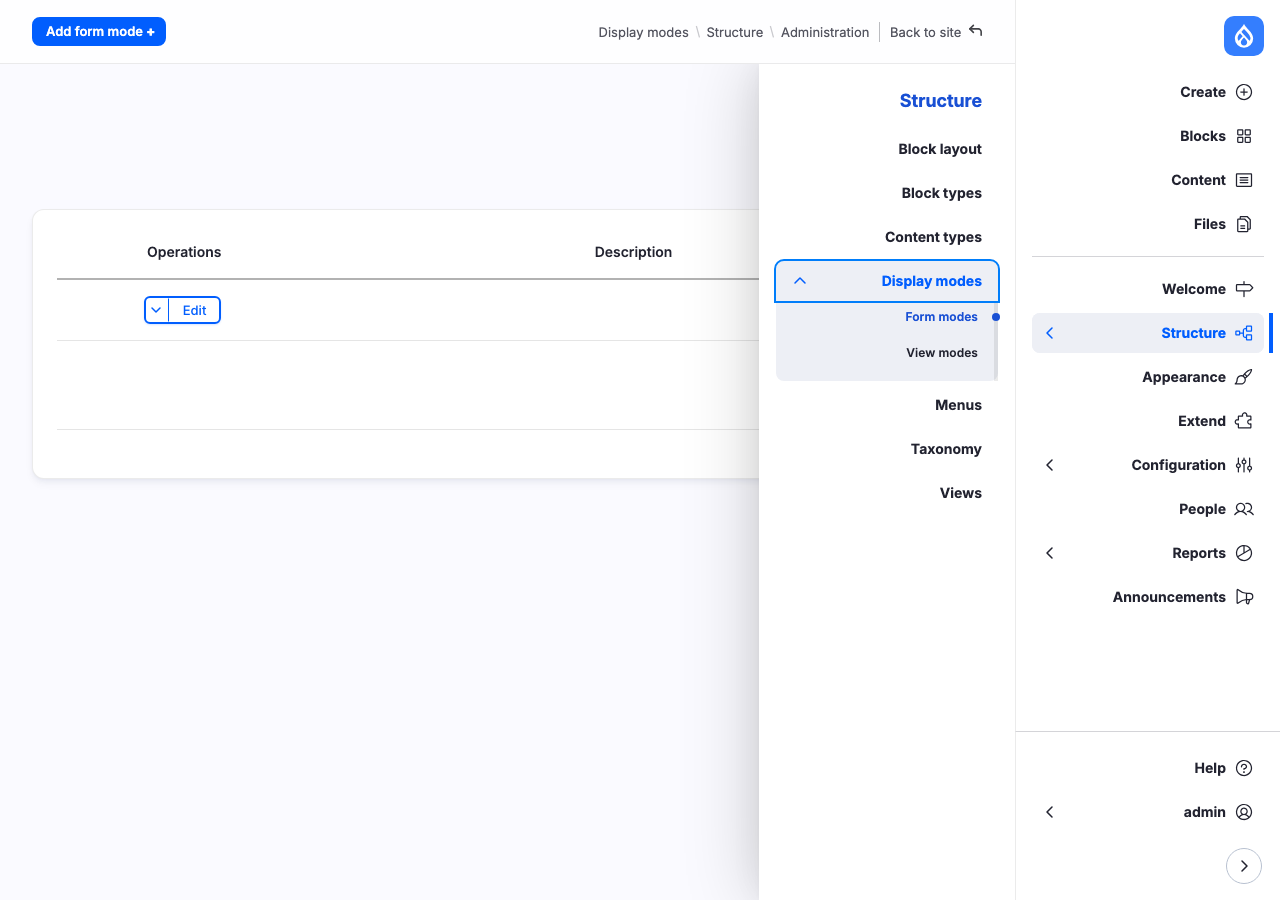 Add form mode +
Back to site
Administration \ Structure \ Display modes
Operations
Description
Edit
Structure
Block layout
Block types
Content types
Display modes
Form modes
View modes
Menus
Taxonomy
Views
Create
Blocks
Content
Files
Welcome
Structure
Appearance
Extend
Configuration
People
Reports
Announcements
Help
admin